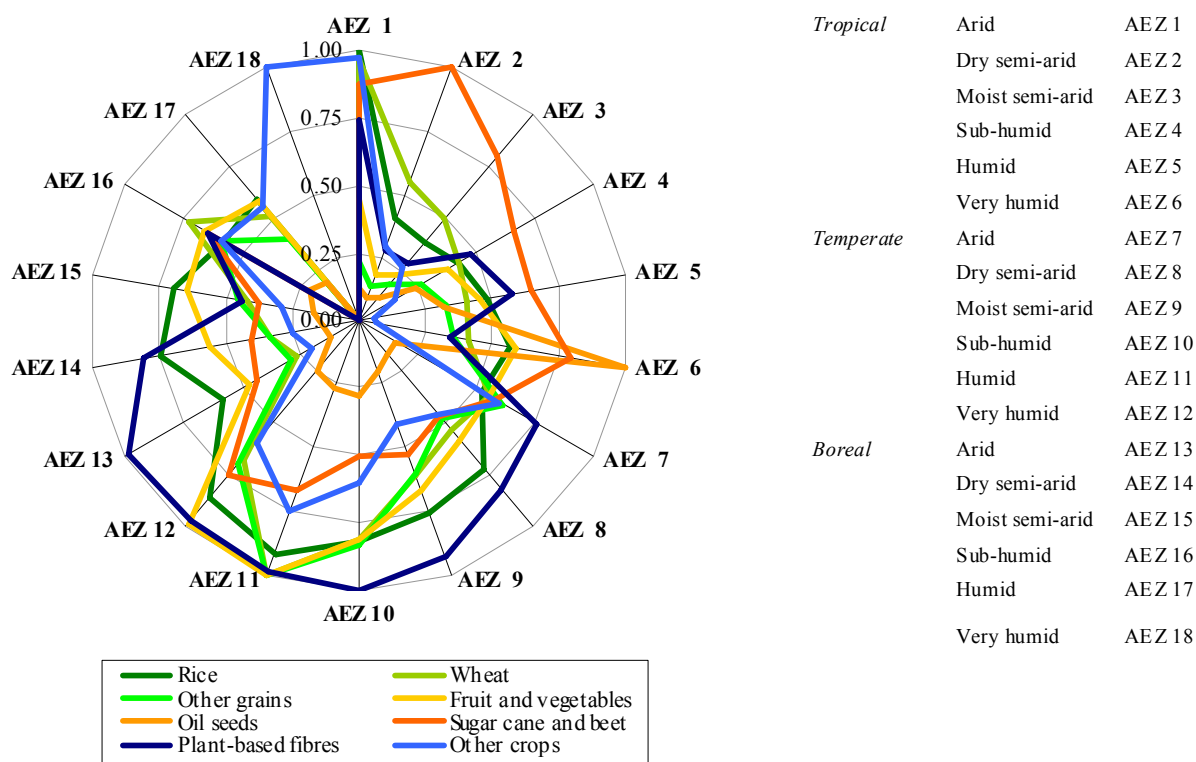 AEZ 1
AEZ 2
AEZ 3
AEZ 4
AEZ 5
AEZ 6
AEZ 7
AEZ 8
AEZ 9
AEZ 10
AEZ 11
AEZ 12
AEZ 13
AEZ 14
AEZ 15
AEZ 16
AEZ 17
AEZ 18
1.00
0.75
0.50
0.25
0.00
Rice Wheat
Other grains Fruit and vegetables
Oil seeds Sugar cane and beet
Plant-based fibres Other crops
Tropical Arid AEZ 1
Dry semi-arid AEZ 2
Moist semi-arid AEZ 3
Sub-humid AEZ 4
Humid AEZ 5
Very humid AEZ 6
Temperate Arid AEZ 7
Dry semi-arid AEZ 8
Moist semi-arid AEZ 9
Sub-humid AEZ 10
Humid AEZ 11
Very humid AEZ 12
Boreal Arid AEZ 13
Dry semi-arid AEZ 14
Moist semi-arid AEZ 15
Sub-humid AEZ 16
Humid AEZ 17
Very humid AEZ 18